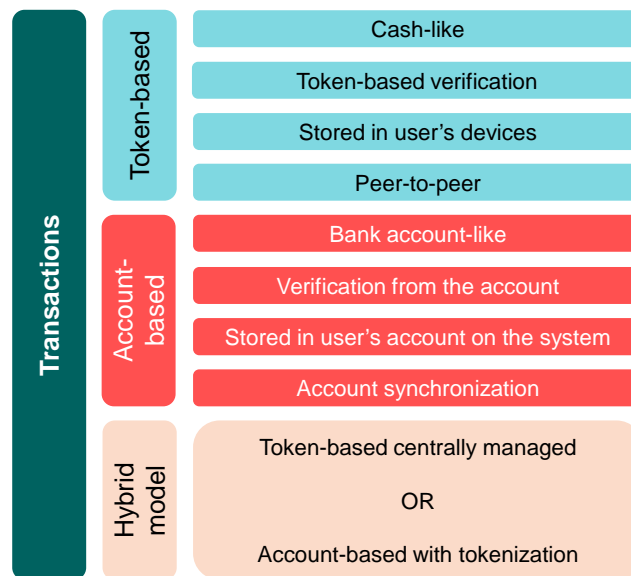 Transactions
Token-based
Cash-like
Token-based verification
Stored in user's devices
Peer-to-peer
Account-
based
Bank account-like
Verification from the account
Stored in user's account on the system
Account synchronization
Hybrid
model
Token-based centrally managed
OR
Account-based with tokenization